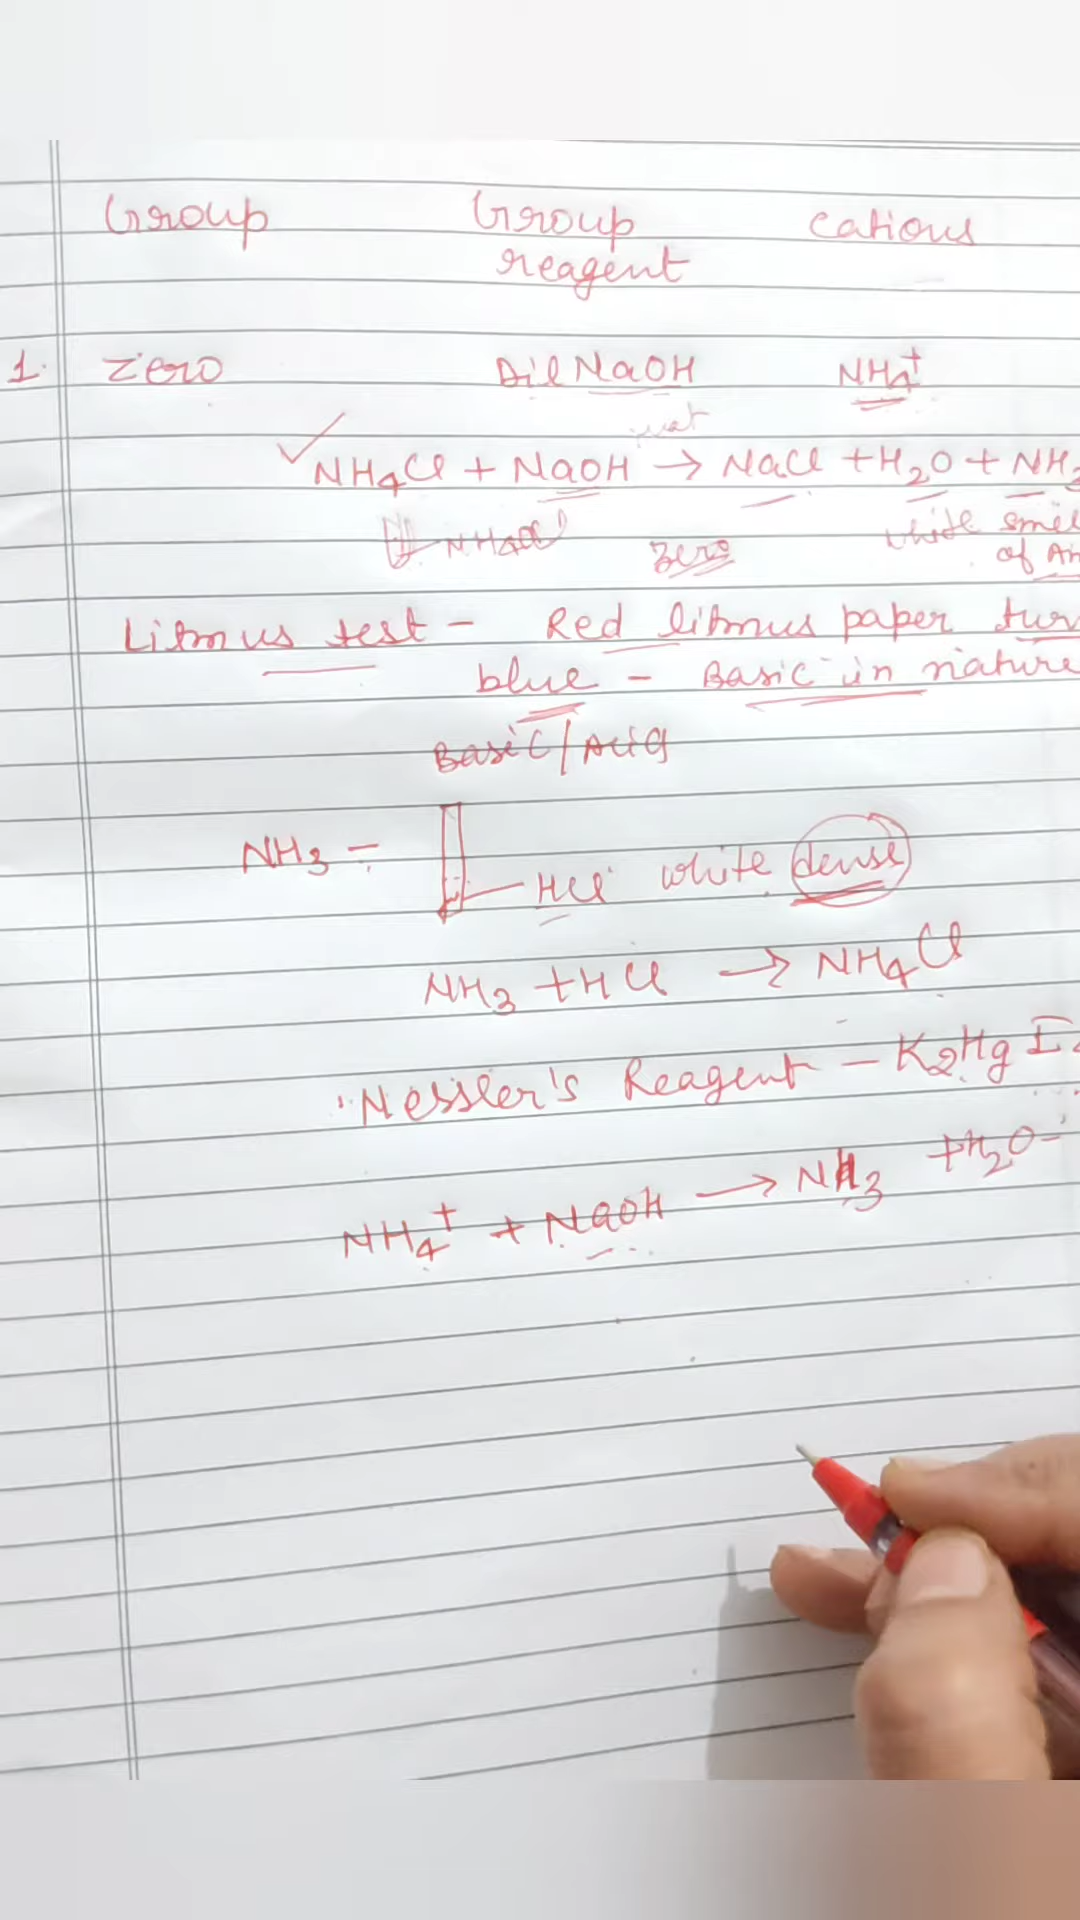 Group Group cations
reagent
1. Zero Dil NaOH NH4+
NH4Cl + NaOH → NaCl + H2O + NH3
NH4Cl Zero white smel
of Am
Litmus test - Red litmus paper turn
blue - Basic in nature
Basic/Acid
NH3 -
HCl white dense
NH3 + HCl → NH4Cl
Nessler's Reagent - K2HgI
NH4+ + NaOH → NH3 + H2O